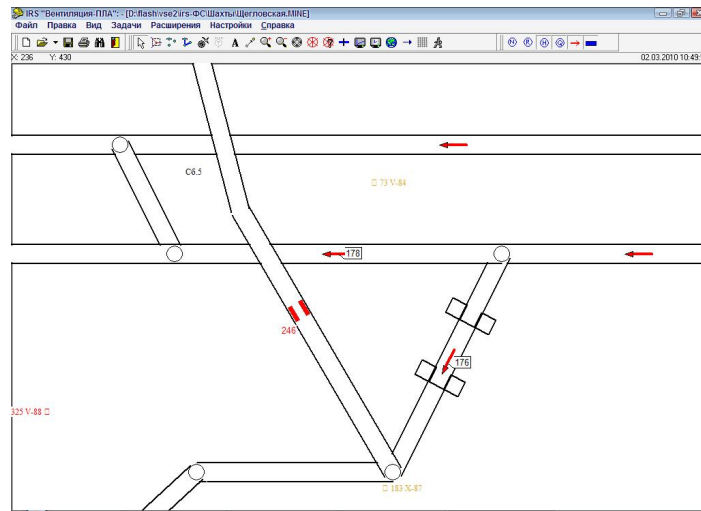 IRS "Вентиляция-ПЛА": - [D:\flash\vse2\irs-ФС\Шахты\Щегловская.MINE]
Файл Правка Вид Задачи Расширения Настройки Справка
X: 236 Y: 430 02.03.2010 10:49:
Сб.5
73 V-84
178
246
176
325 V-88
183 X-87